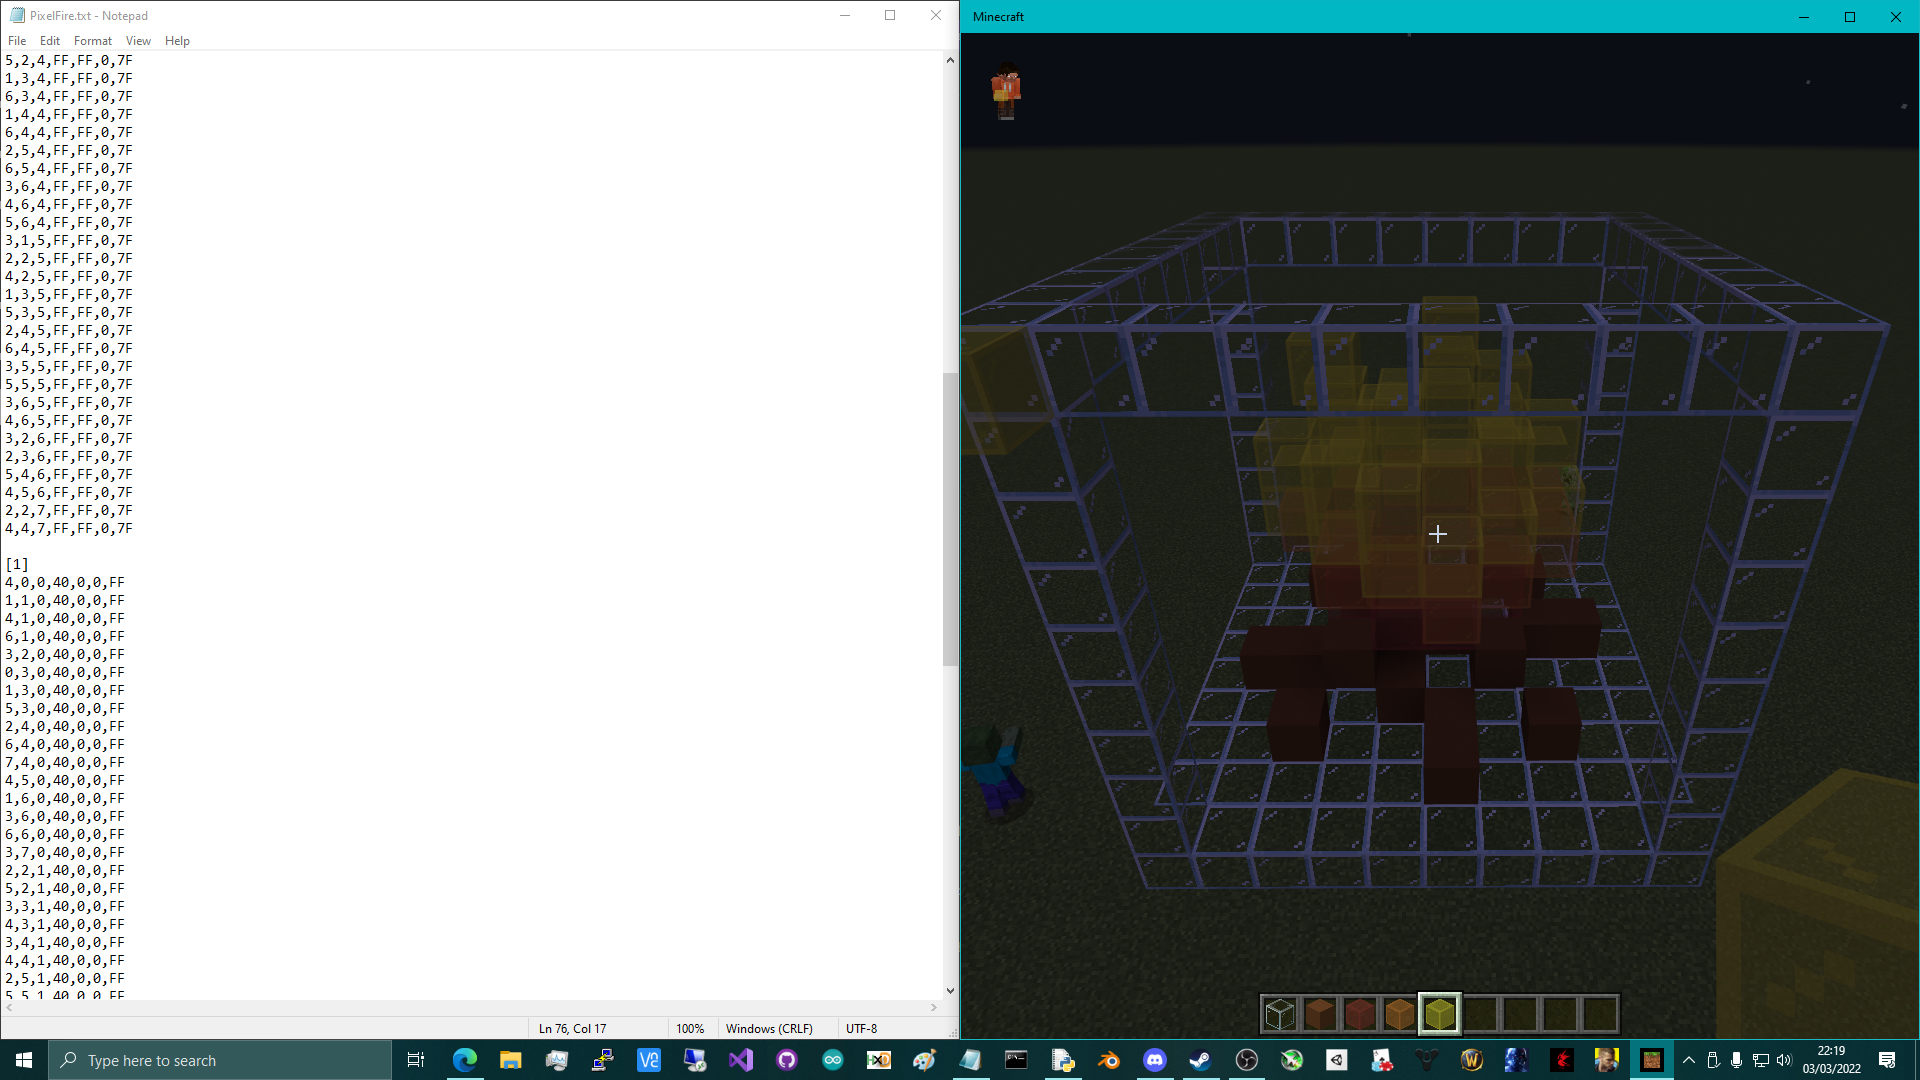 PixelFire.txt - Notepad
File Edit Format View Help
5,2,4,FF,FF,0,7F
1,3,4,FF,FF,0,7F
6,3,4,FF,FF,0,7F
1,4,4,FF,FF,0,7F
6,4,4,FF,FF,0,7F
2,5,4,FF,FF,0,7F
6,5,4,FF,FF,0,7F
3,6,4,FF,FF,0,7F
4,6,4,FF,FF,0,7F
5,6,4,FF,FF,0,7F
3,1,5,FF,FF,0,7F
2,2,5,FF,FF,0,7F
4,2,5,FF,FF,0,7F
1,3,5,FF,FF,0,7F
5,3,5,FF,FF,0,7F
2,4,5,FF,FF,0,7F
6,4,5,FF,FF,0,7F
3,5,5,FF,FF,0,7F
5,5,5,FF,FF,0,7F
3,6,5,FF,FF,0,7F
4,6,5,FF,FF,0,7F
3,2,6,FF,FF,0,7F
2,3,6,FF,FF,0,7F
5,4,6,FF,FF,0,7F
4,5,6,FF,FF,0,7F
2,2,7,FF,FF,0,7F
4,4,7,FF,FF,0,7F
[1]
4,0,0,40,0,0,FF
1,1,0,40,0,0,FF
4,1,0,40,0,0,FF
6,1,0,40,0,0,FF
3,2,0,40,0,0,FF
0,3,0,40,0,0,FF
1,3,0,40,0,0,FF
5,3,0,40,0,0,FF
2,4,0,40,0,0,FF
6,4,0,40,0,0,FF
7,4,0,40,0,0,FF
4,5,0,40,0,0,FF
1,6,0,40,0,0,FF
3,6,0,40,0,0,FF
6,6,0,40,0,0,FF
3,7,0,40,0,0,FF
2,2,1,40,0,0,FF
5,2,1,40,0,0,FF
3,3,1,40,0,0,FF
4,3,1,40,0,0,FF
3,4,1,40,0,0,FF
4,4,1,40,0,0,FF
2,5,1,40,0,0,FF
5,5,1,40,0,0,FF
Ln 76, Col 17 100% Windows (CRLF) UTF-8
Minecraft
Type here to search
22:19
03/03/2022